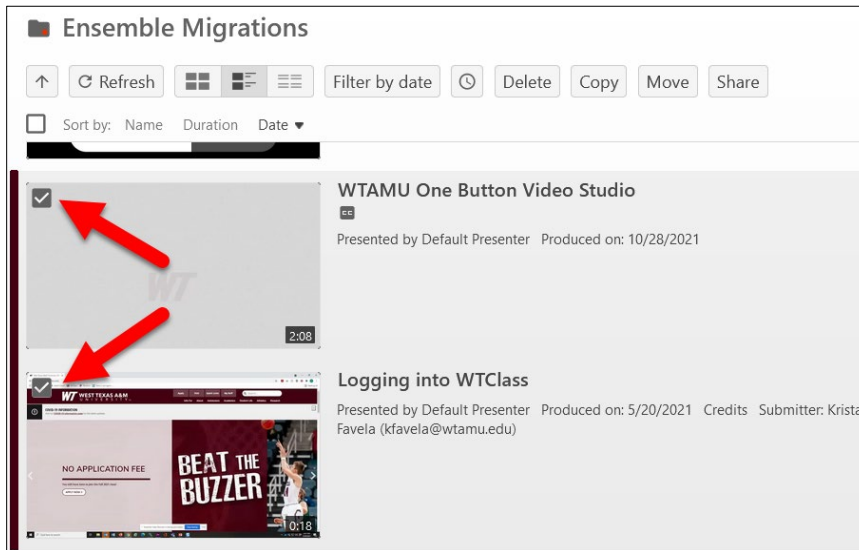 Ensemble Migrations
Refresh Filter by date Delete Copy Move Share
Sort by: Name Duration Date
WTAMU One Button Video Studio
CC
Presented by Default Presenter Produced on: 10/28/2021
WT
2:08
Logging into WTClass
Presented by Default Presenter Produced on: 5/20/2021 Credits Submitter: Krista
Favela (kfavela@wtamu.edu)
WT WEST TEXAS A&M
UNIVERSITY
NO APPLICATION FEE
BEAT THE
BUZZER
0:18